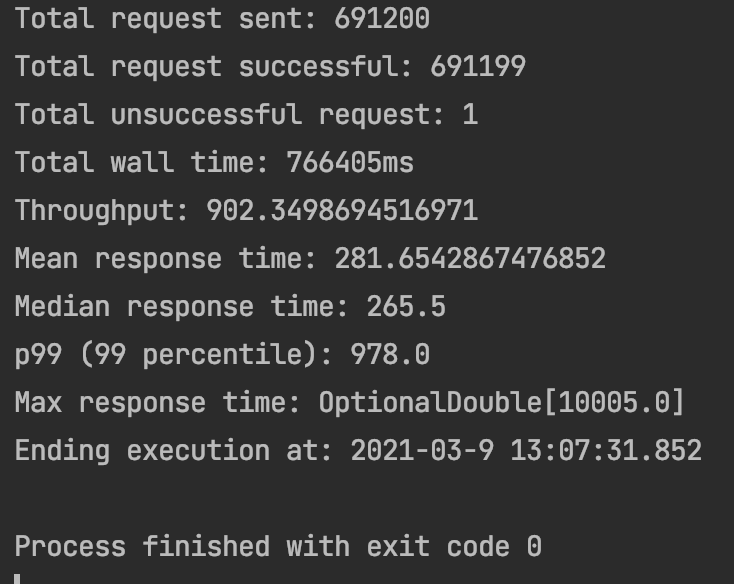 Total request sent: 691200
Total request successful: 691199
Total unsuccessful request: 1
Total wall time: 766405ms
Throughput: 902.3498694516971
Mean response time: 281.6542867476852
Median response time: 265.5
p99 (99 percentile): 978.0
Max response time: OptionalDouble[10005.0]
Ending execution at: 2021-03-9 13:07:31.852
Process finished with exit code 0